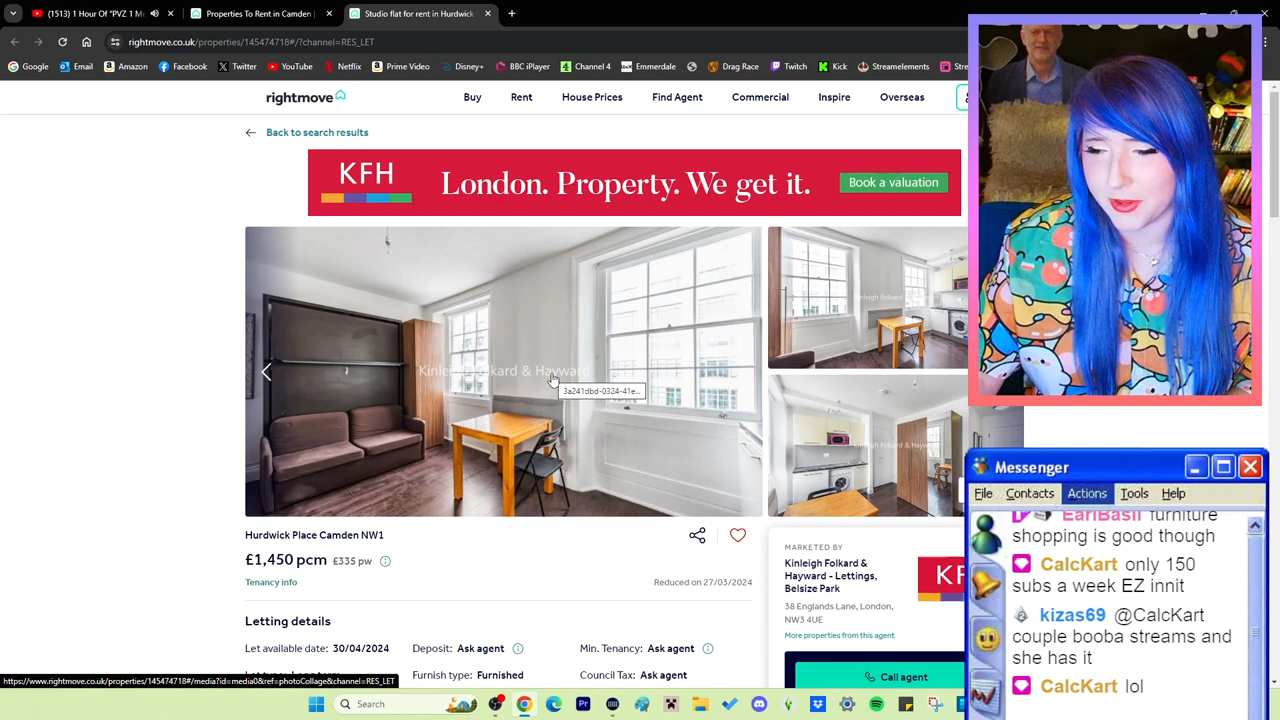 (1513) 1 Hour Of "PVZ 1 M
Properties To Rent in Camden
Studio flat for rent in Hurdwick
rightmove.co.uk/properties/145474718#/?channel=RES_LET
Google
Email
Amazon
Facebook
Twitter
YouTube
Netflix
Prime Video
Disney+
BBC iPlayer
Channel 4
Emmerdale
Drag Race
Twitch
Kick
Streamelements
rightmove
Buy
Rent
House Prices
Find Agent
Commercial
Inspire
Overseas
Back to search results
KFH
London. Property. We get it.
Book a valuation
Kinleigh Folkard & Hayward
3a241dbd-0324-41e...
Kinleigh Folkard & Hayward
Hurdwick Place Camden NW1
£1,450 pcm £335 pw
Tenancy info
Reduced on 27/03/2024
Letting details
Let available date: 30/04/2024
Deposit: Ask agent
Min. Tenancy: Ask agent
Furnish type: Furnished
Council Tax: Ask agent
MARKETED BY
Kinleigh Folkard &
Hayward - Lettings,
Belsize Park
38 Englands Lane, London,
NW3 4UE
More properties from this agent
Call agent
https://www.rightmove.co.uk/properties/145474718#/media?id=media0&ref=photoCollage&channel=RES_LET
Search
Messenger
File
Contacts
Actions
Tools
Help
EarlBasil furniture
shopping is good though
CalcKart only 150
subs a week EZ innit
kizas69 @CalcKart
couple booba streams and
she has it
CalcKart lol